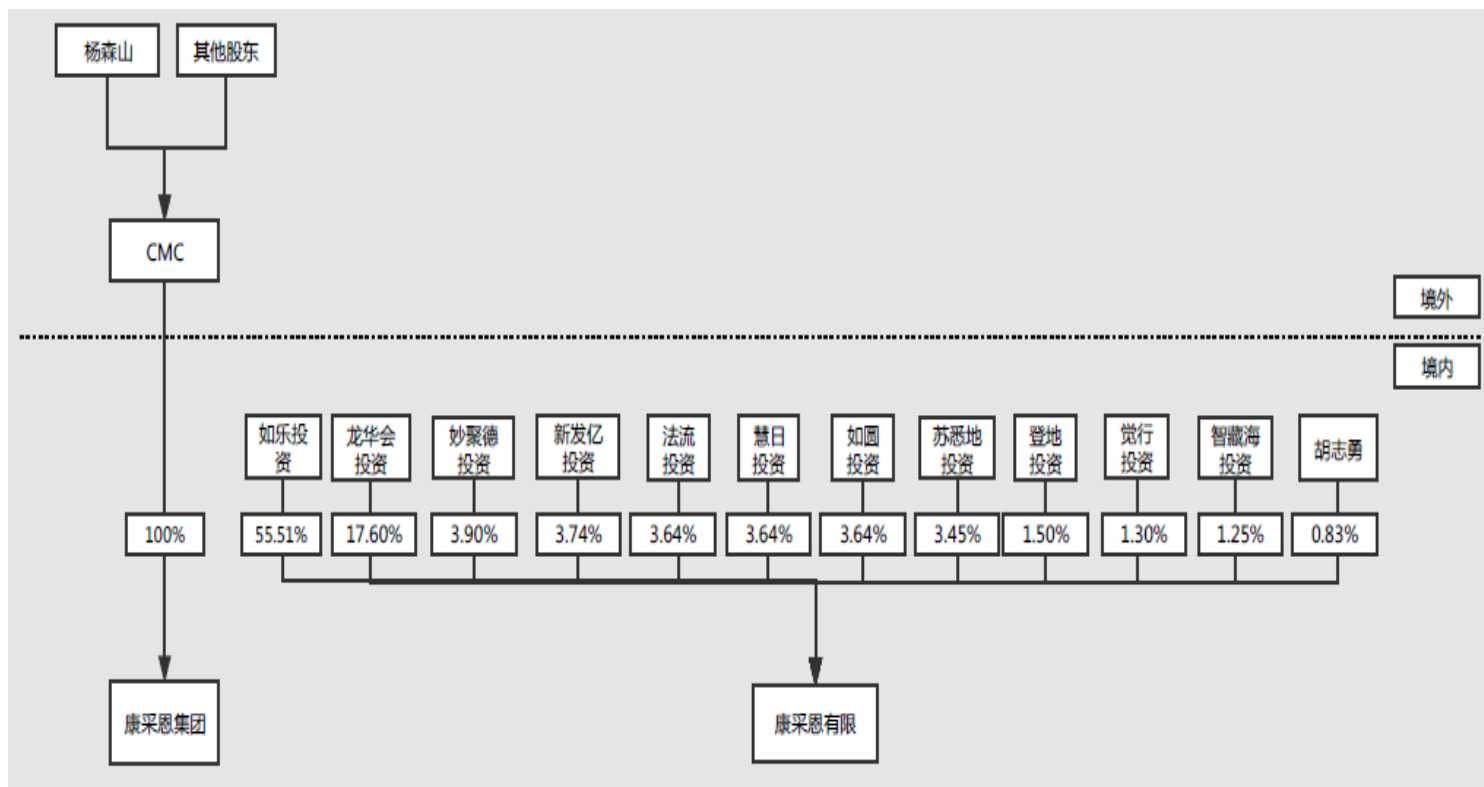 杨森山
其他股东
CMC
境外
境内
如乐投
资
龙华会
投资
妙聚德
投资
新发亿
投资
法流
投资
慧日
投资
如圆
投资
苏悉地
投资
登地
投资
觉行
投资
智藏海
投资
胡志勇
100%
55.51%
17.60%
3.90%
3.74%
3.64%
3.64%
3.64%
3.45%
1.50%
1.30%
1.25%
0.83%
康采恩集团
康采恩有限